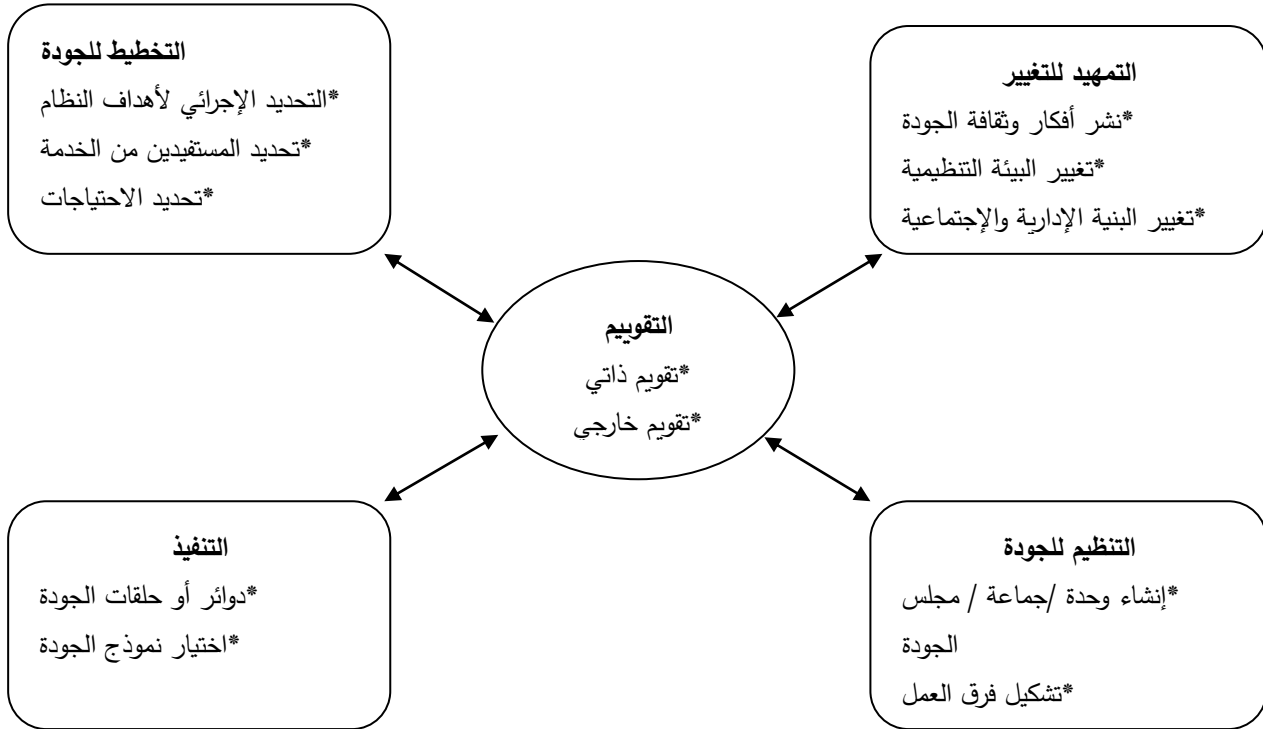 التمهيد للتغيير
*نشر أفكار وثقافة الجودة
*تغيير البيئة التنظيمية
*تغيير البنية الإدارية والإجتماعية
التخطيط للجودة
*التحديد الإجرائي لأهداف النظام
*تحديد المستفيدين من الخدمة
*تحديد الاحتياجات
التقوييم
*تقويم ذاتي
*تقويم خارجي
التنظيم للجودة
*إنشاء وحدة /جماعة / مجلس
الجودة
*تشكيل فرق العمل
التنفيذ
*دوائر أو حلقات الجودة
*اختيار نموذج الجودة